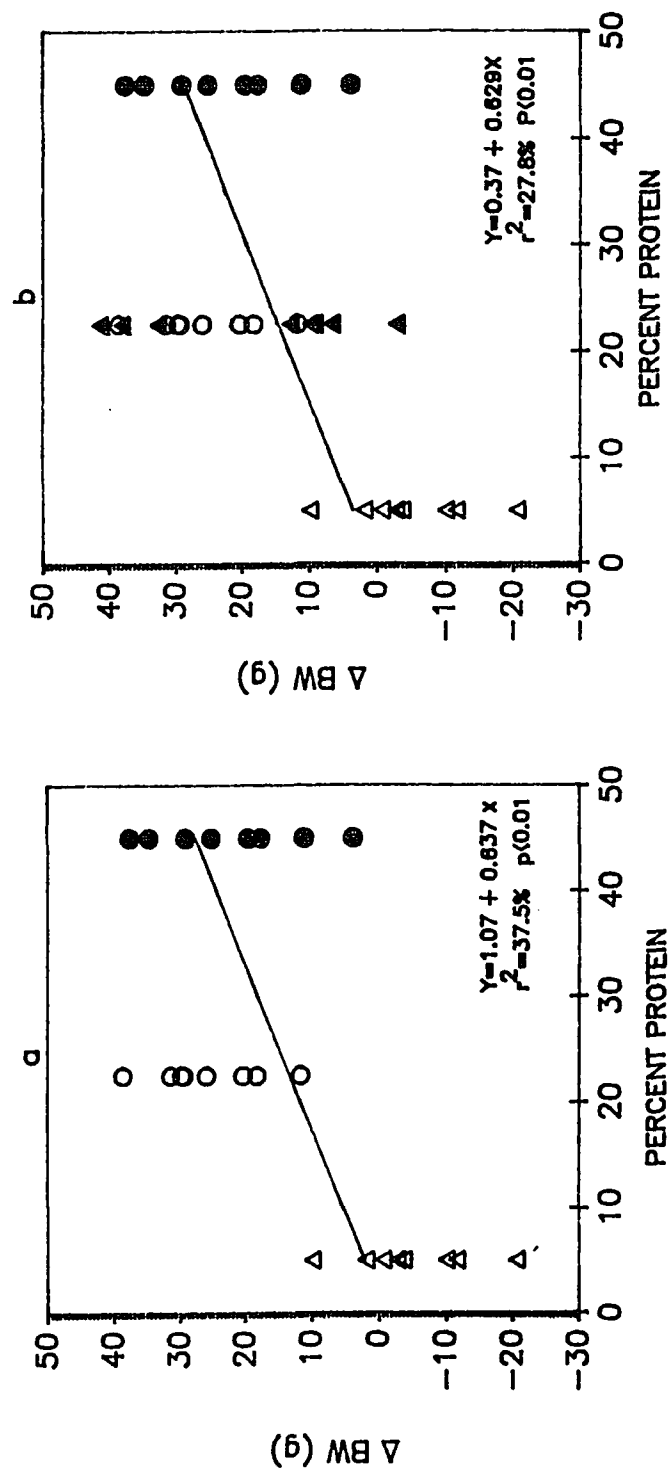 a
50
40
30
20
10
0
−10
−20
−30
Δ BW (g)
Y=1.07 + 0.637 X
r²=37.5% p<0.01
0 10 20 30 40 50
PERCENT PROTEIN
b
50
40
30
20
10
0
−10
−20
−30
Δ BW (g)
Y=0.37 + 0.629X
r²=27.8% P<0.01
0 10 20 30 40 50
PERCENT PROTEIN